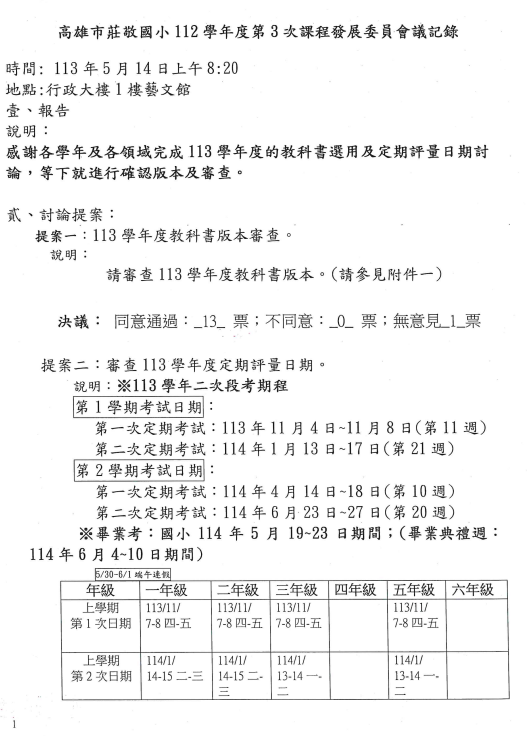 高雄市莊敬國小 112 學年度第 3 次課程發展委員會議記錄
時間: 113 年 5 月 14 日上午 8:20
地點:行政大樓 1 樓藝文館
壹、報告
說明：
感謝各學年及各領域完成 113 學年度的教科書選用及定期評量日期討
論，等下就進行確認版本及審查。
貳、討論提案：
提案一：113 學年度教科書版本審查。
說明：
請審查 113 學年度教科書版本。(請參見附件一)
決議： 同意通過：_13_ 票；不同意：_0_ 票；無意見_1_票
提案二：審查 113 學年度定期評量日期。
說明：※113 學年二次段考期程
第 1 學期考試日期：
第一次定期考試：113 年 11 月 4 日~11 月 8 日(第 11 週)
第二次定期考試：114 年 1 月 13 日~17 日(第 21 週)
第 2 學期考試日期：
第一次定期考試：114 年 4 月 14 日~18 日(第 10 週)
第二次定期考試：114 年 6 月 23 日~27 日(第 20 週)
※畢業考：國小 114 年 5 月 19~23 日期間；(畢業典禮週：
114 年 6 月 4~10 日期間)
5/30-6/1 端午連假
年級 一年級 二年級 三年級 四年級 五年級 六年級
上學期 113/11/ 113/11/ 113/11/ 113/11/
第 1 次日期 7-8 四-五 7-8 四-五 7-8 四-五 7-8 四-五
上學期 114/1/ 114/1/ 114/1/ 114/1/
第 2 次日期 14-15 二-三 14-15 二- 13-14 一- 13-14 一-
三 二 二
1